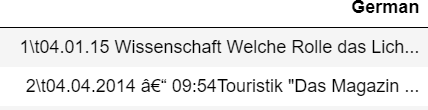 German
1\t04.01.15 Wissenschaft Welche Rolle das Lich...
2\t04.04.2014 â€“ 09:54Touristik "Das Magazin ...